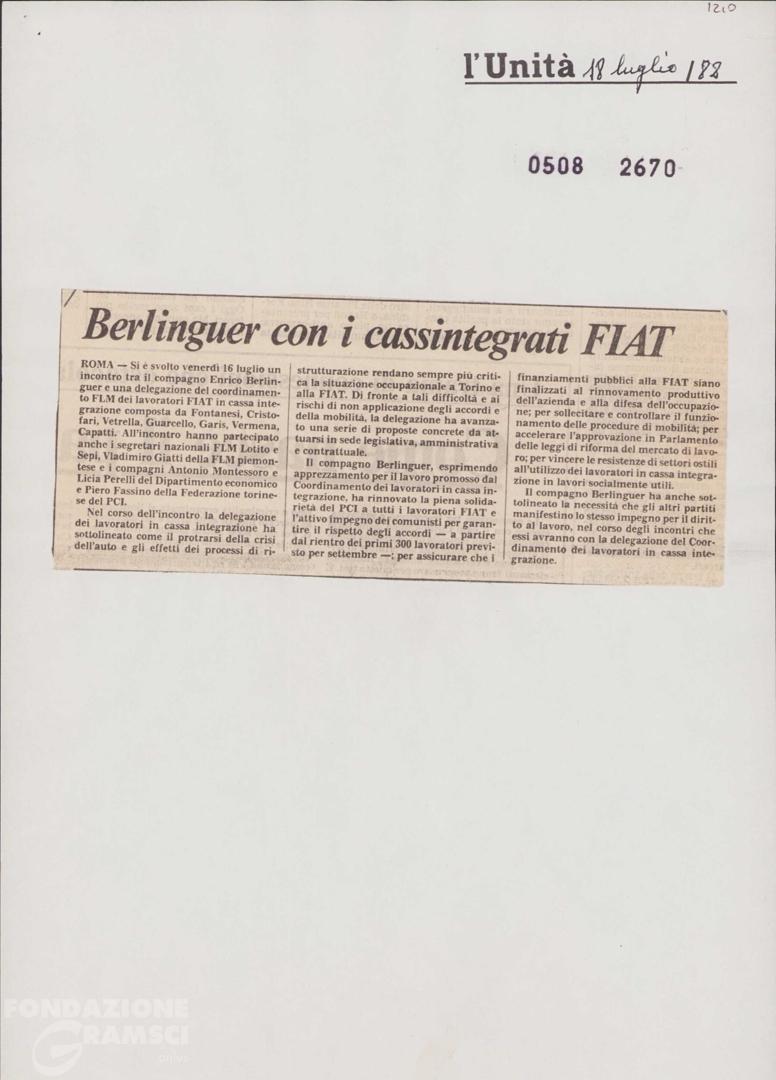 1210
l'Unità 18 luglio /82
0508 2670
Berlinguer con i cassintegrati FIAT
ROMA — Si è svolto venerdì 16 luglio un
incontro tra il compagno Enrico Berlin-
guer e una delegazione del coordinamento
FLM dei lavoratori FIAT in cassa inte-
grazione composta da Fontanesi, Cristo-
fari, Vetrella, Guarcello, Garis, Vermena,
Capatti. All'incontro hanno partecipato
anche i segretari nazionali FLM Lotito e
Sepi, Vladimiro Giatti della FLM piemon-
tese e i compagni Antonio Montessoro e
Licia Perelli del Dipartimento economico
e Piero Fassino della Federazione torine-
se del PCI.
Nel corso dell'incontro la delegazione
dei lavoratori in cassa integrazione ha
sottolineato come il protrarsi della crisi
dell'auto e gli effetti dei processi di ri-
strutturazione rendano sempre più criti-
ca la situazione occupazionale a Torino e
alla FIAT. Di fronte a tali difficoltà e ai
rischi di non applicazione degli accordi e
della mobilità, la delegazione ha avanza-
to una serie di proposte concrete da at-
tuarsi in sede legislativa, amministrativa
e contrattuale.
Il compagno Berlinguer, esprimendo
apprezzamento per il lavoro promosso dal
Coordinamento dei lavoratori in cassa in-
tegrazione, ha rinnovato la piena solida-
rietà del PCI a tutti i lavoratori FIAT e
l'attivo impegno dei comunisti per garan-
tire il rispetto degli accordi — a partire
dal rientro dei primi 300 lavoratori previ-
sto per settembre —; per assicurare che i
finanziamenti pubblici alla FIAT siano
finalizzati al rinnovamento produttivo
dell'azienda e alla difesa dell'occupazio-
ne; per sollecitare e controllare il funzio-
namento delle procedure di mobilità; per
accelerare l'approvazione in Parlamento
delle leggi di riforma del mercato di lavo-
ro; per vincere le resistenze di settori ostili
all'utilizzo dei lavoratori in cassa integra-
zione in lavori socialmente utili.
Il compagno Berlinguer ha anche sot-
tolineato la necessità che gli altri partiti
manifestino lo stesso impegno per il dirit-
to al lavoro, nel corso degli incontri che
essi avranno con la delegazione del Coor-
dinamento dei lavoratori in cassa inte-
grazione.
FONDAZIONE
GRAMSCI
onlus